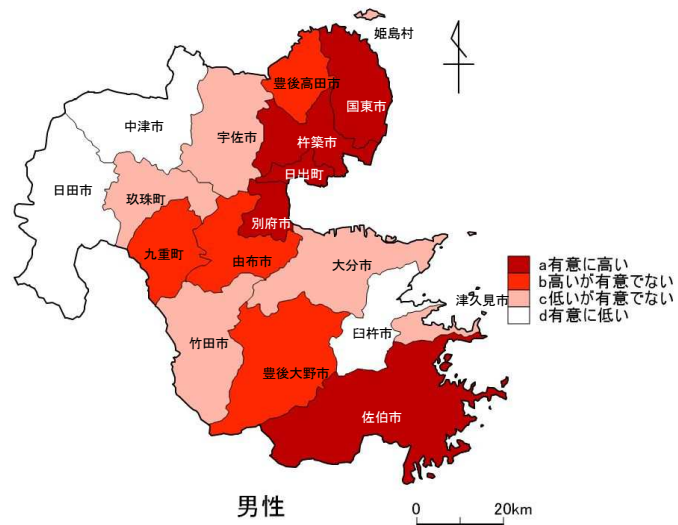 姫島村
豊後高田市
国東市
中津市
宇佐市
杵築市
日出町
日田市
玖珠町
別府市
九重町
由布市
大分市
a有意に高い
b高いが有意でない
c低いが有意でない
d有意に低い
津久見市
臼杵市
竹田市
豊後大野市
佐伯市
男性
0
20km